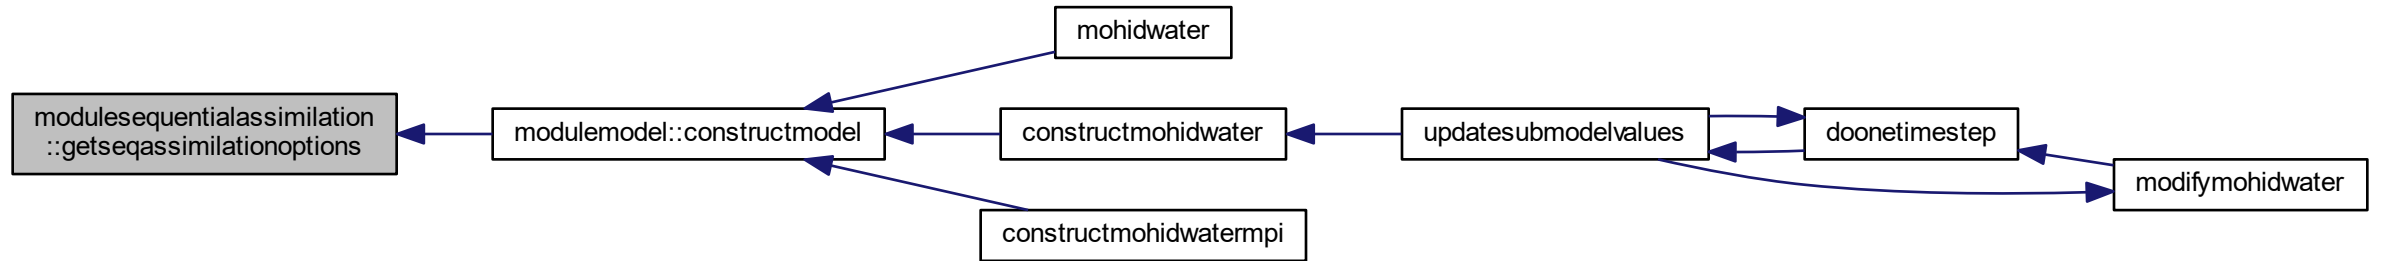 modulesequentialassimilation
::getseqassimilationoptions
modulemodel::constructmodel
mohidwater
constructmohidwater
constructmohidwatermpi
updatesubmodelvalues
doonetimestep
modifymohidwater